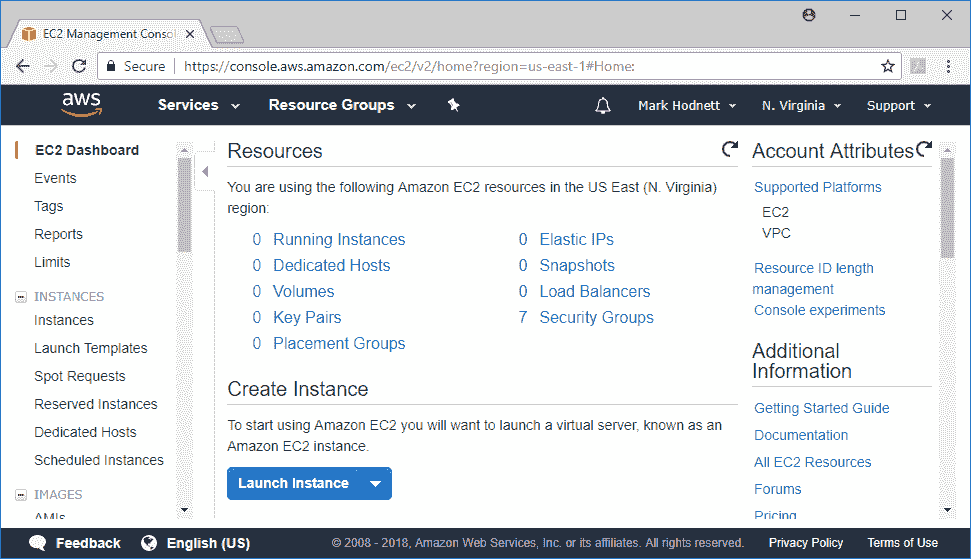 EC2 Management Conso
Secure https://console.aws.amazon.com/ec2/v2/home?region=us-east-1#Home:
aws Services Resource Groups Mark Hodnett N. Virginia Support
EC2 Dashboard
Events
Tags
Reports
Limits
INSTANCES
Instances
Launch Templates
Spot Requests
Reserved Instances
Dedicated Hosts
Scheduled Instances
IMAGES
AMIs
Resources
You are using the following Amazon EC2 resources in the US East (N. Virginia)
region:
0 Running Instances
0 Dedicated Hosts
0 Volumes
0 Key Pairs
0 Placement Groups
0 Elastic IPs
0 Snapshots
0 Load Balancers
7 Security Groups
Create Instance
To start using Amazon EC2 you will want to launch a virtual server, known as an
Amazon EC2 instance.
Launch Instance
Account Attributes
Supported Platforms
EC2
VPC
Resource ID length
management
Console experiments
Additional
Information
Getting Started Guide
Documentation
All EC2 Resources
Forums
Pricing
Feedback English (US) © 2008 - 2018, Amazon Web Services, Inc. or its affiliates. All rights reserved. Privacy Policy Terms of Use